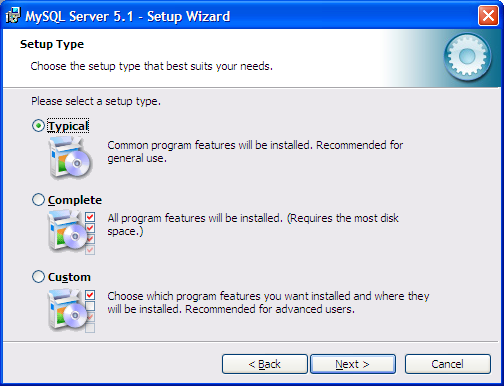 MySQL Server 5.1 - Setup Wizard
Setup Type
Choose the setup type that best suits your needs.
Please select a setup type.
Typical
Common program features will be installed. Recommended for
general use.
Complete
All program features will be installed. (Requires the most disk
space.)
Custom
Choose which program features you want installed and where they
will be installed. Recommended for advanced users.
< Back Next > Cancel